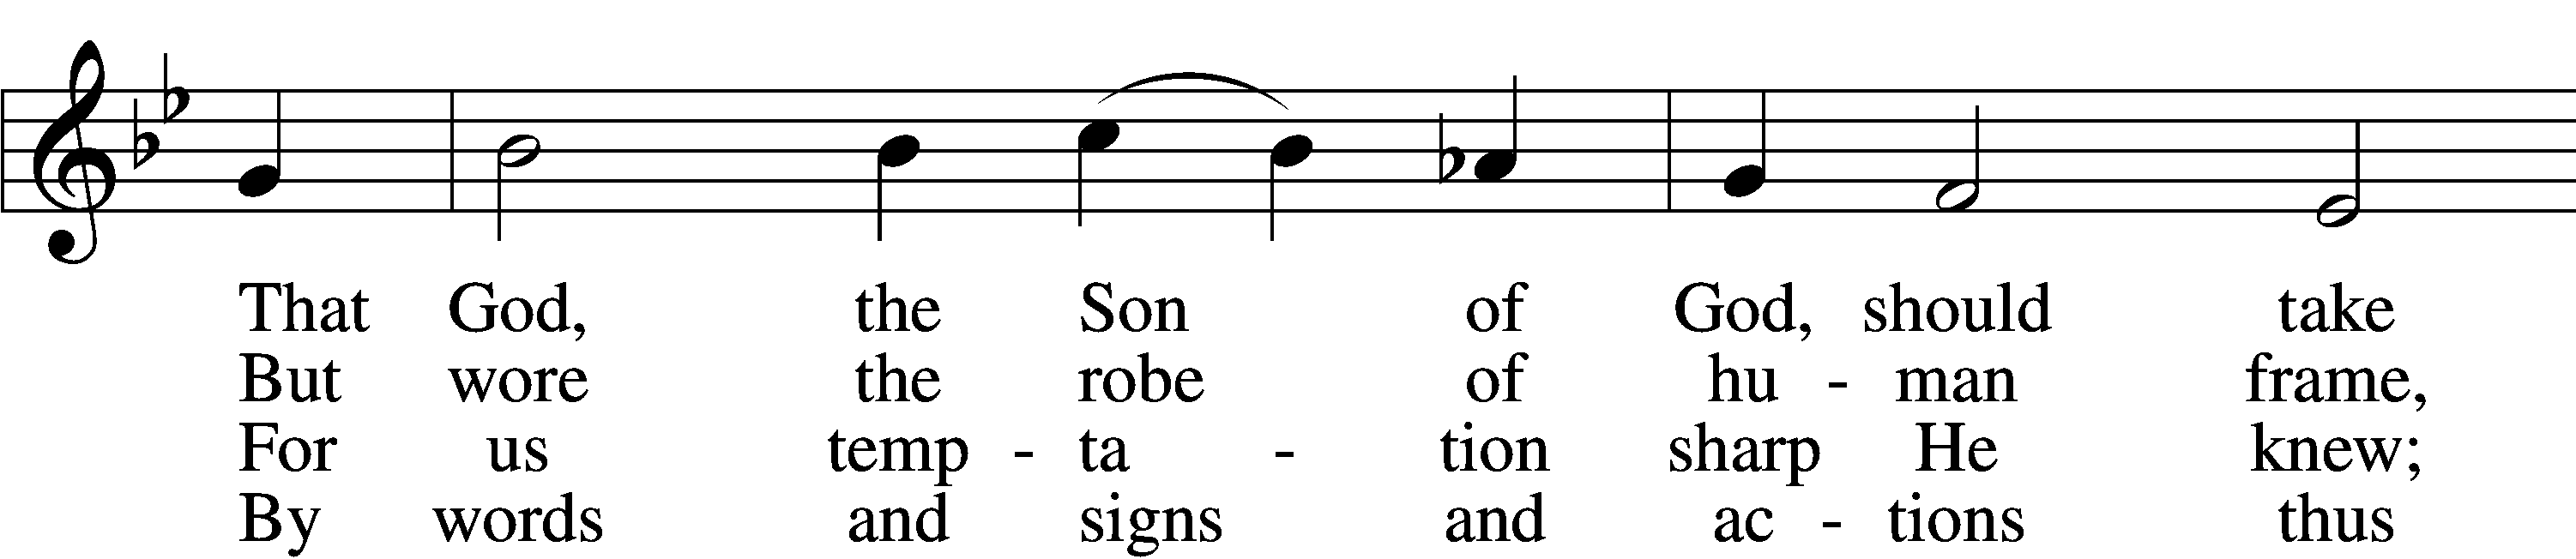 That God, the Son of God, should take
But wore the robe of hu - man frame,
For us temp - ta - tion sharp He knew;
By words and signs and ac - tions thus